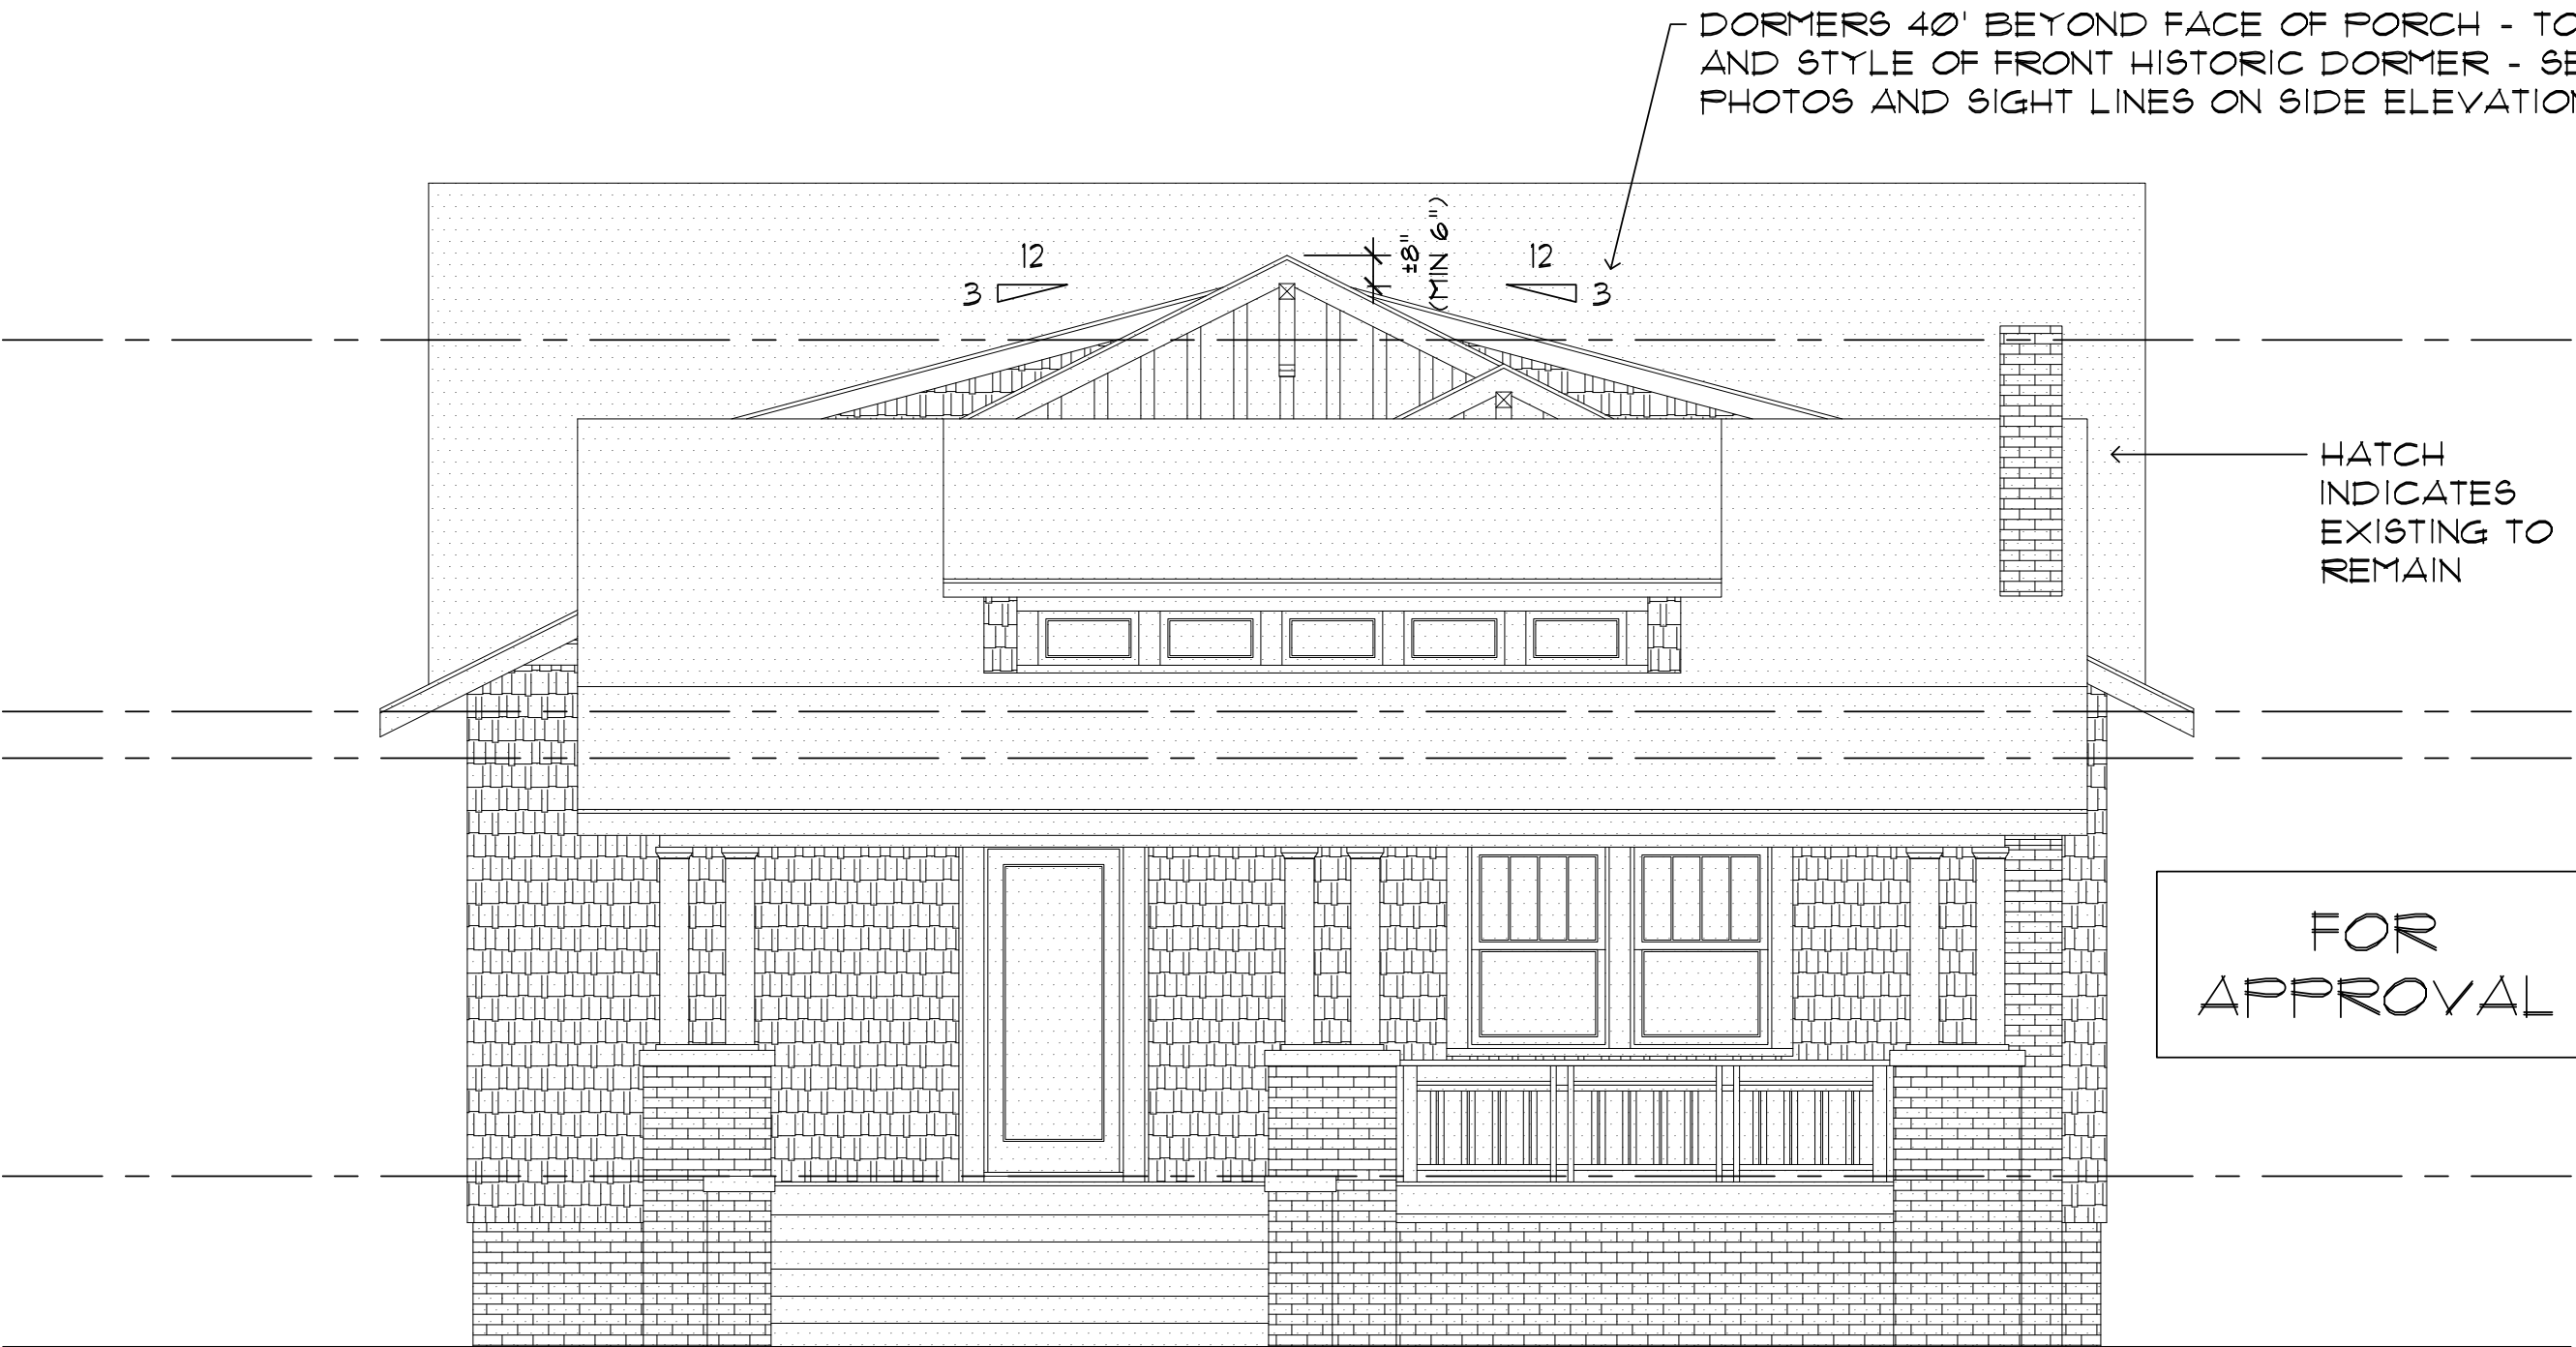 DORMERS 40' BEYOND FACE OF PORCH - TO
AND STYLE OF FRONT HISTORIC DORMER - SE
PHOTOS AND SIGHT LINES ON SIDE ELEVATION
12
3
±8"
(MIN 6")
12
3
HATCH
INDICATES
EXISTING TO
REMAIN
FOR
APPROVAL